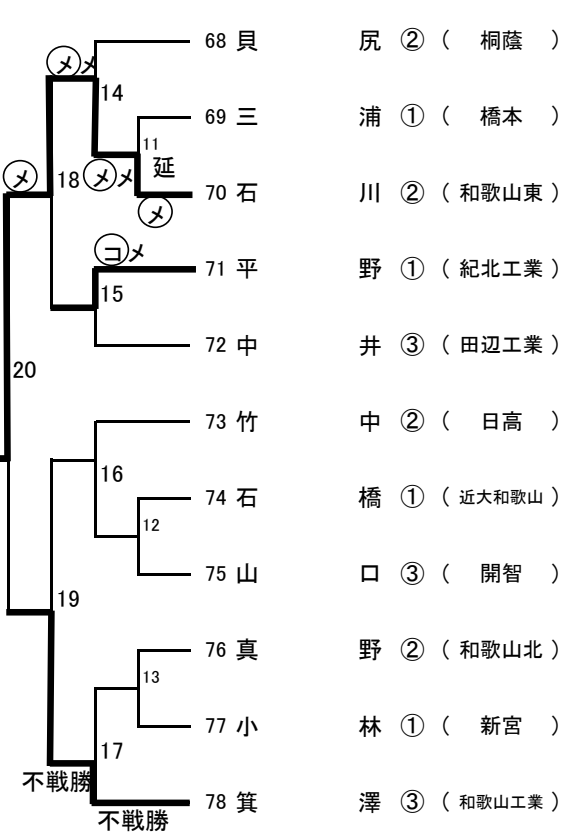 メメ
68 貝 尻 ② ( 桐蔭 )
14
69 三 浦 ① ( 橋本 )
11
延
メ
18
メメ
70 石 川 ② ( 和歌山東 )
メ
コメ
71 平 野 ① ( 紀北工業 )
15
72 中 井 ③ ( 田辺工業 )
20
73 竹 中 ② ( 日高 )
16
74 石 橋 ① ( 近大和歌山 )
12
75 山 口 ③ ( 開智 )
19
76 真 野 ② ( 和歌山北 )
13
77 小 林 ① ( 新宮 )
17
不戦勝
78 箕 澤 ③ ( 和歌山工業 )
不戦勝